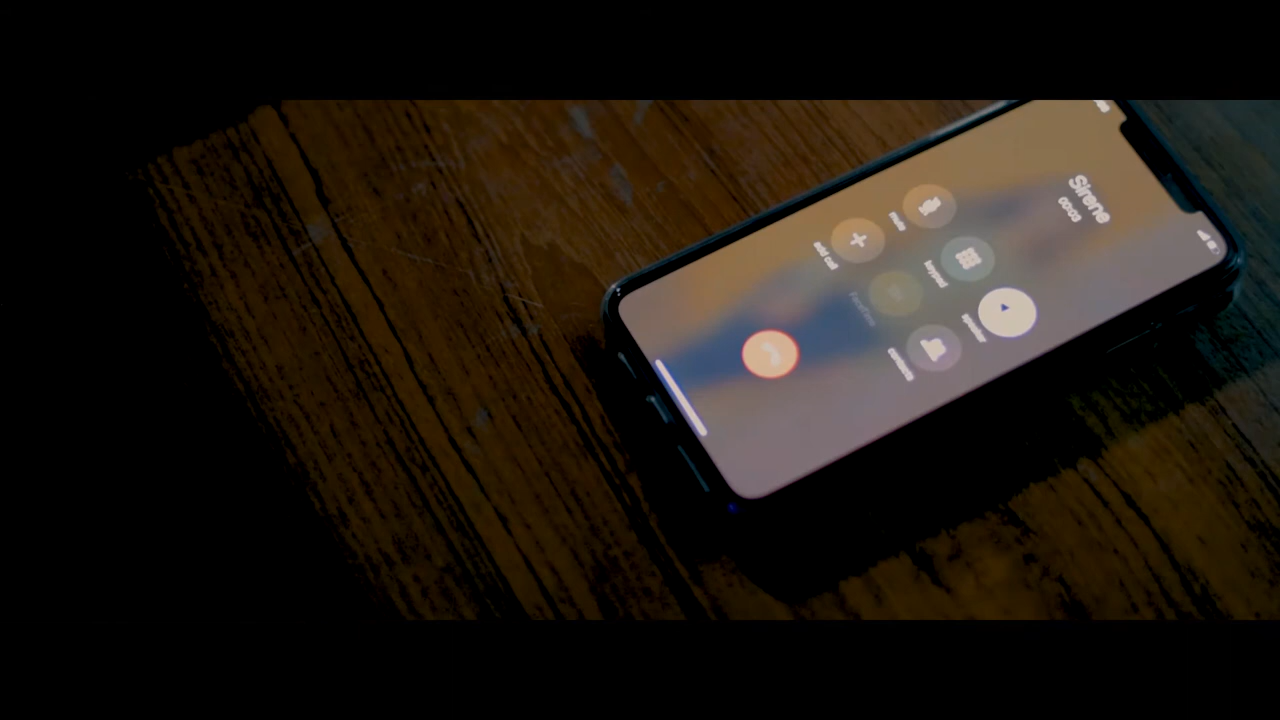 Sirene
00:03
mute
keypad
speaker
add call
FaceTime
contacts